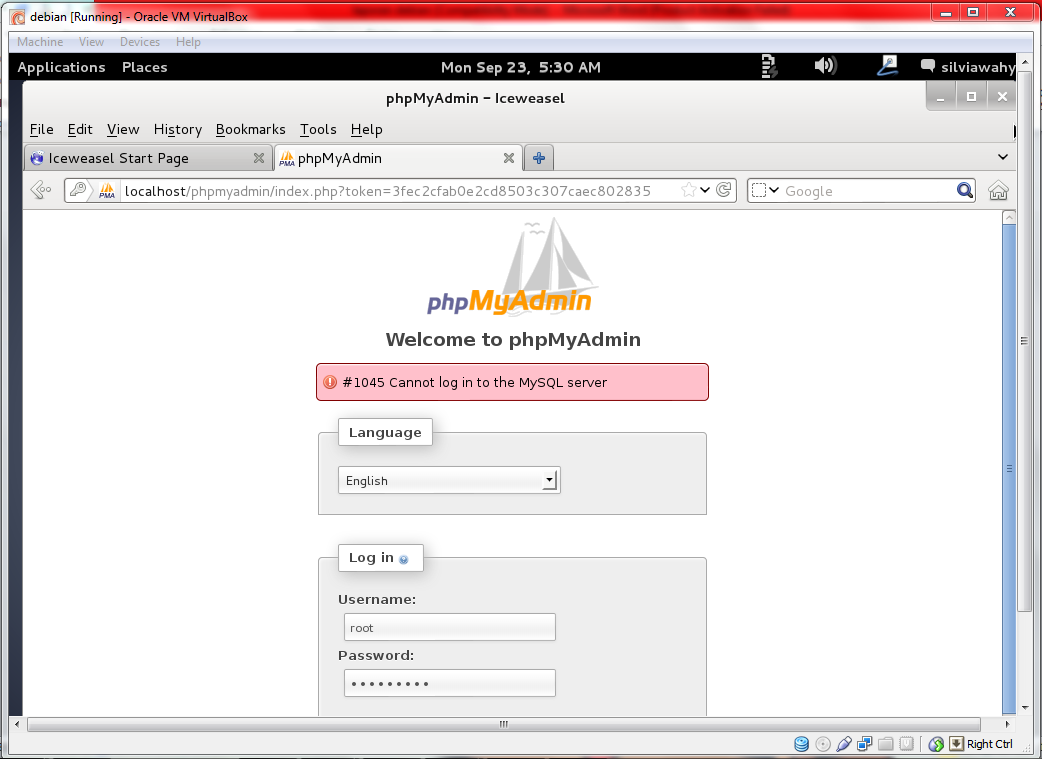 debian [Running] - Oracle VM VirtualBox
Machine View Devices Help
Applications Places Mon Sep 23, 5:30 AM silviawahy
phpMyAdmin - Iceweasel
File Edit View History Bookmarks Tools Help
Iceweasel Start Page phpMyAdmin
PMA localhost/phpmyadmin/index.php?token=3fec2cfab0e2cd8503c307caec802835 Google
phpMyAdmin
Welcome to phpMyAdmin
#1045 Cannot log in to the MySQL server
Language
English
Log in
Username:
root
Password:
•••••••••
Right Ctrl